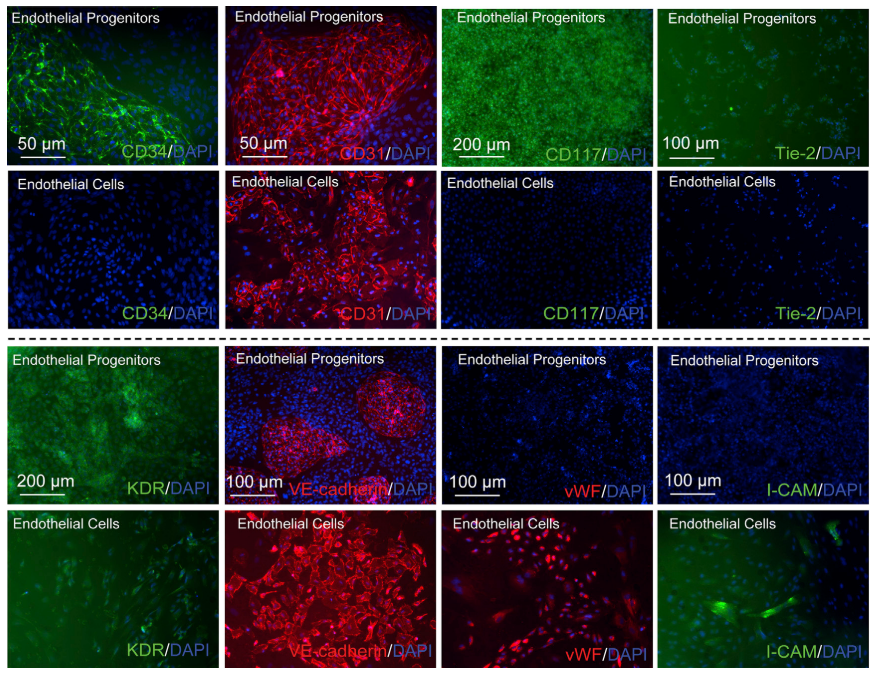 Endothelial Progenitors
50 µm
CD34/DAPI
Endothelial Progenitors
50 µm
CD31/DAPI
Endothelial Progenitors
200 µm
CD117/DAPI
Endothelial Progenitors
100 µm
Tie-2/DAPI
Endothelial Cells
CD34/DAPI
Endothelial Cells
CD31/DAPI
Endothelial Cells
CD117/DAPI
Endothelial Cells
Tie-2/DAPI
Endothelial Progenitors
200 µm
KDR/DAPI
Endothelial Progenitors
100 µm
VE-cadherin/DAPI
Endothelial Progenitors
100 µm
vWF/DAPI
Endothelial Progenitors
100 µm
I-CAM/DAPI
Endothelial Cells
KDR/DAPI
Endothelial Cells
VE-cadherin/DAPI
Endothelial Cells
vWF/DAPI
Endothelial Cells
I-CAM/DAPI